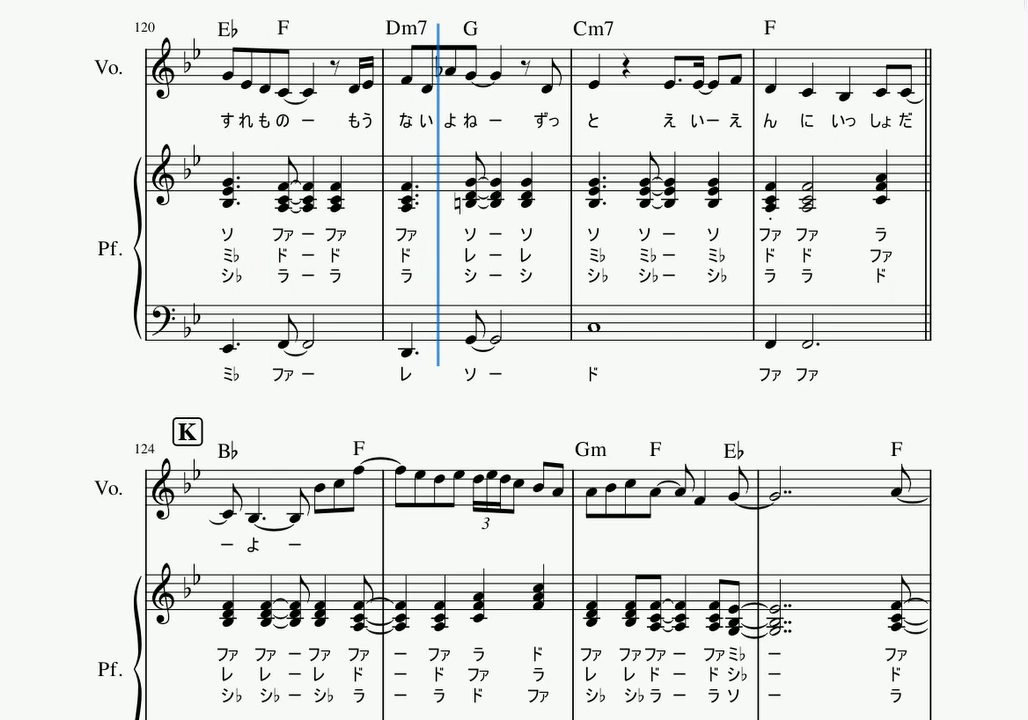 120 E♭ F Dm7 G Cm7 F
Vo.
すれもの ー もう ない よね ー ずっ と え いー え ん に いっ しょ だ
ソ ファ ー ファ ファ ソ ー ソ ソ ソ ー ソ ファ ファ ラ
Pf. ミ♭ ド ー ド ド レ ー レ ミ♭ ミ♭ ー ミ♭ ド ド ファ
シ♭ ラ ー ラ ラ シ ー シ シ♭ シ♭ ー シ♭ ラ ラ ド
ミ♭ ファ ー レ ソ ー ド ファ ファ
K
124 B♭ F Gm F E♭ F
Vo.
3
ー よ ー
ファ ファ ー ファ ファ ー ファ ラ ド ファ ファ ファ ー ファ ミ♭ ー ファ
Pf. レ レ ー レ ド ー ド ファ ラ レ レ ド ー ド シ♭ ー ド
シ♭ シ♭ ー シ♭ ラ ー ラ ド ファ シ♭ シ♭ ラ ー ラ ソ ー ラ